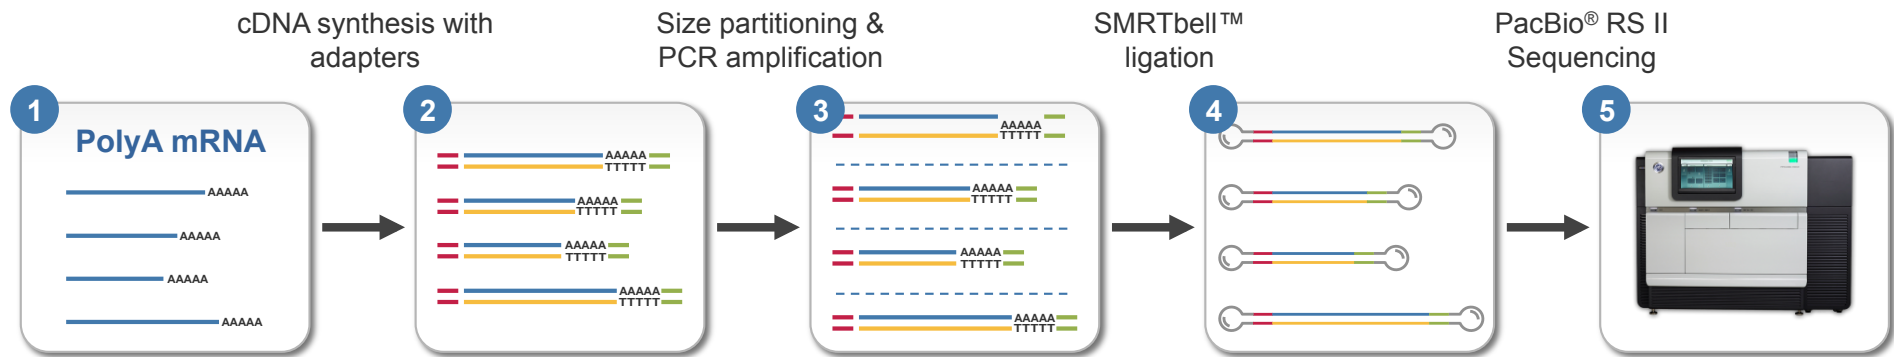 cDNA synthesis with
adapters
Size partitioning &
PCR amplification
SMRTbell™
ligation
PacBio® RS II
Sequencing
1
PolyA mRNA
AAAAA
AAAAA
AAAAA
AAAAA
2
AAAAA
TTTTT
AAAAA
TTTTT
AAAAA
TTTTT
AAAAA
TTTTT
3
AAAAA
TTTTT
AAAAA
TTTTT
AAAAA
TTTTT
AAAAA
TTTTT
4
5